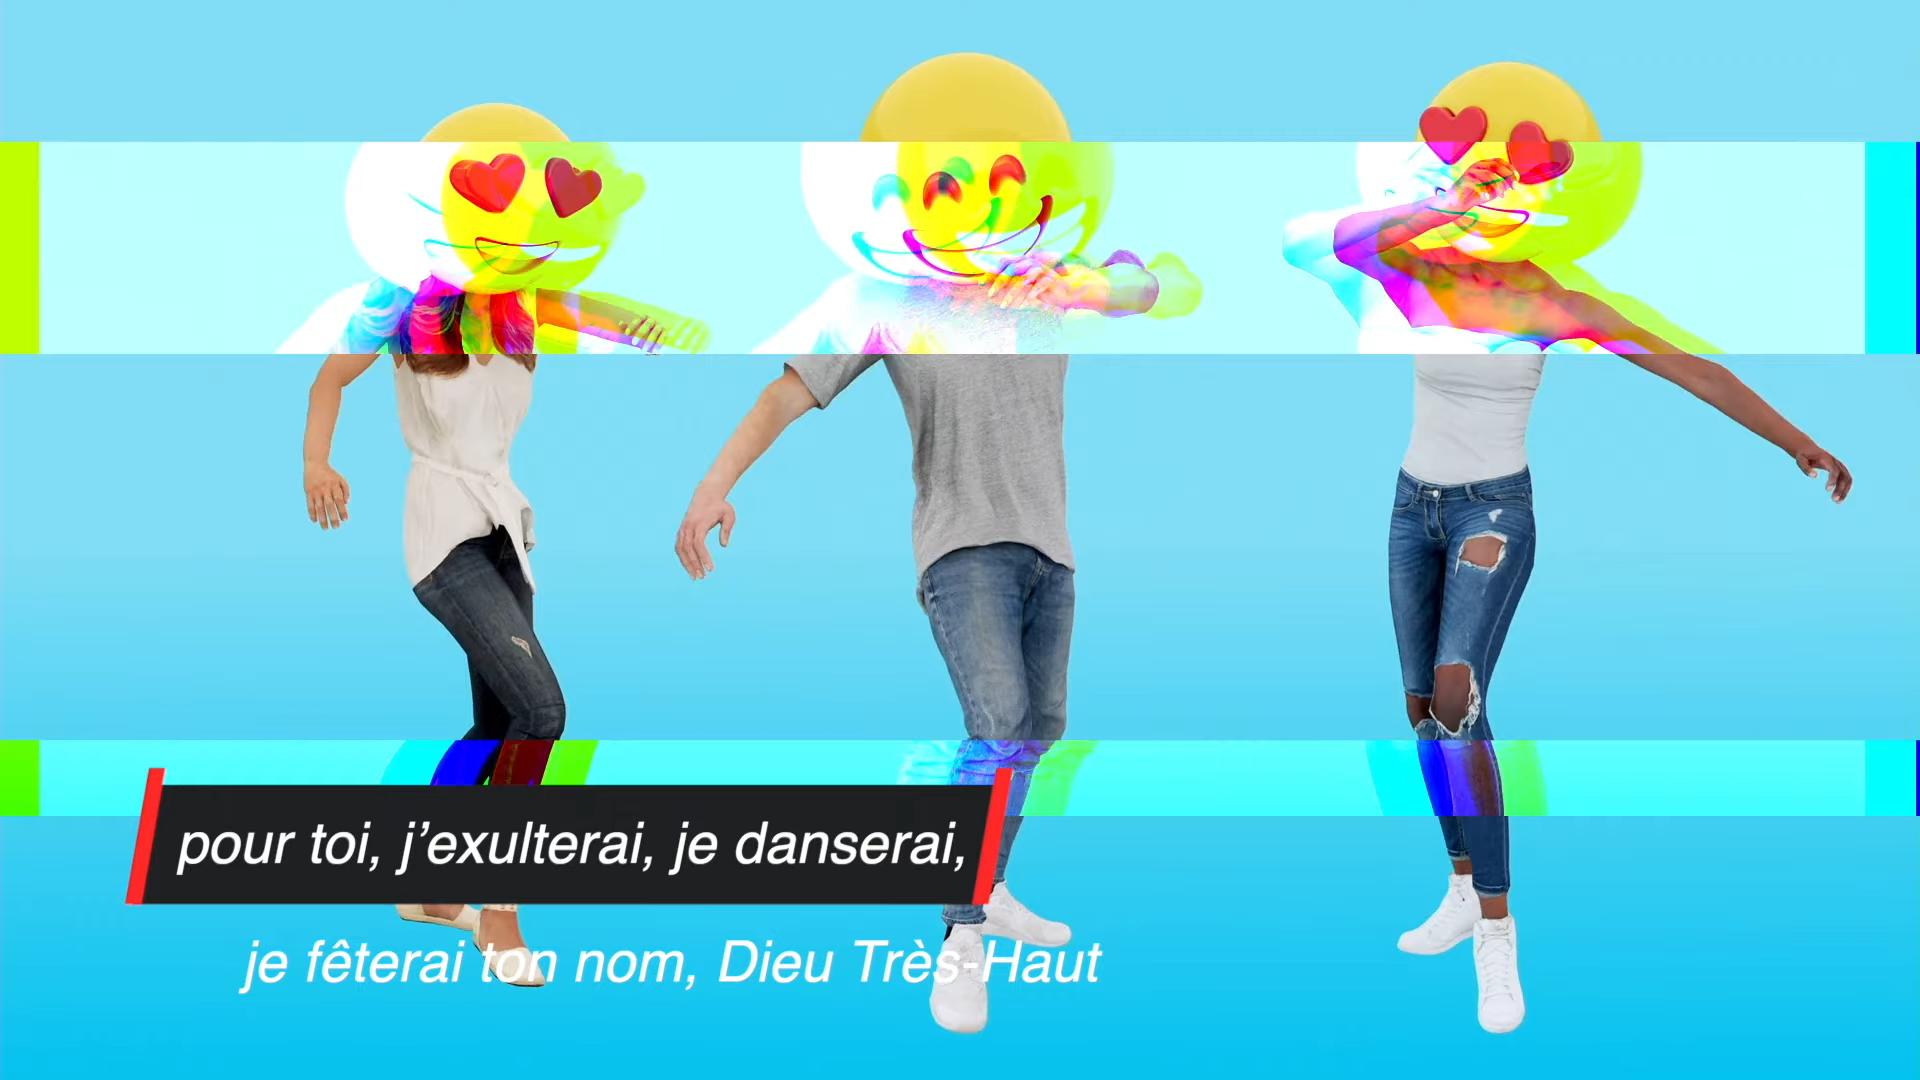 pour toi, j’exulterai, je danserai,
je fêterai ton nom, Dieu Très-Haut